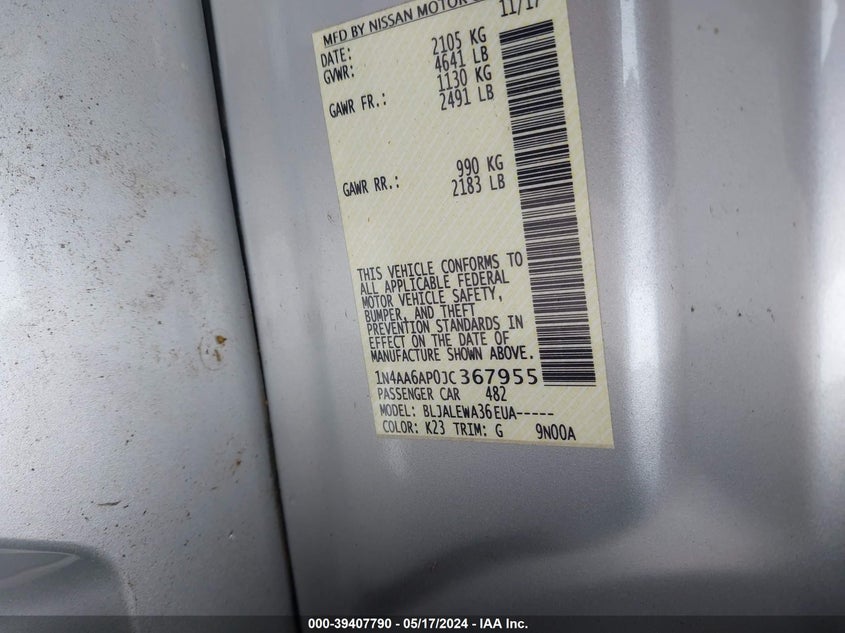 MFD BY NISSAN MOTOR
DATE: 11/17
GVWR: 2105 KG
4641 LB
GAWR FR.: 1130 KG
2491 LB
GAWR RR.: 990 KG
2183 LB
THIS VEHICLE CONFORMS TO
ALL APPLICABLE FEDERAL
MOTOR VEHICLE SAFETY,
BUMPER, AND THEFT
PREVENTION STANDARDS IN
EFFECT ON THE DATE OF
MANUFACTURE SHOWN ABOVE.
1N4AA6AP0JC367955
PASSENGER CAR 482
MODEL: BLJALEWA36EUA-----
COLOR: K23 TRIM: G 9N00A
000-39407790 - 05/17/2024 - IAA Inc.